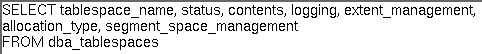 SELECT tablespace_name, status, contents, logging, extent_management,
allocation_type, segment_space_management
FROM dba_tablespaces